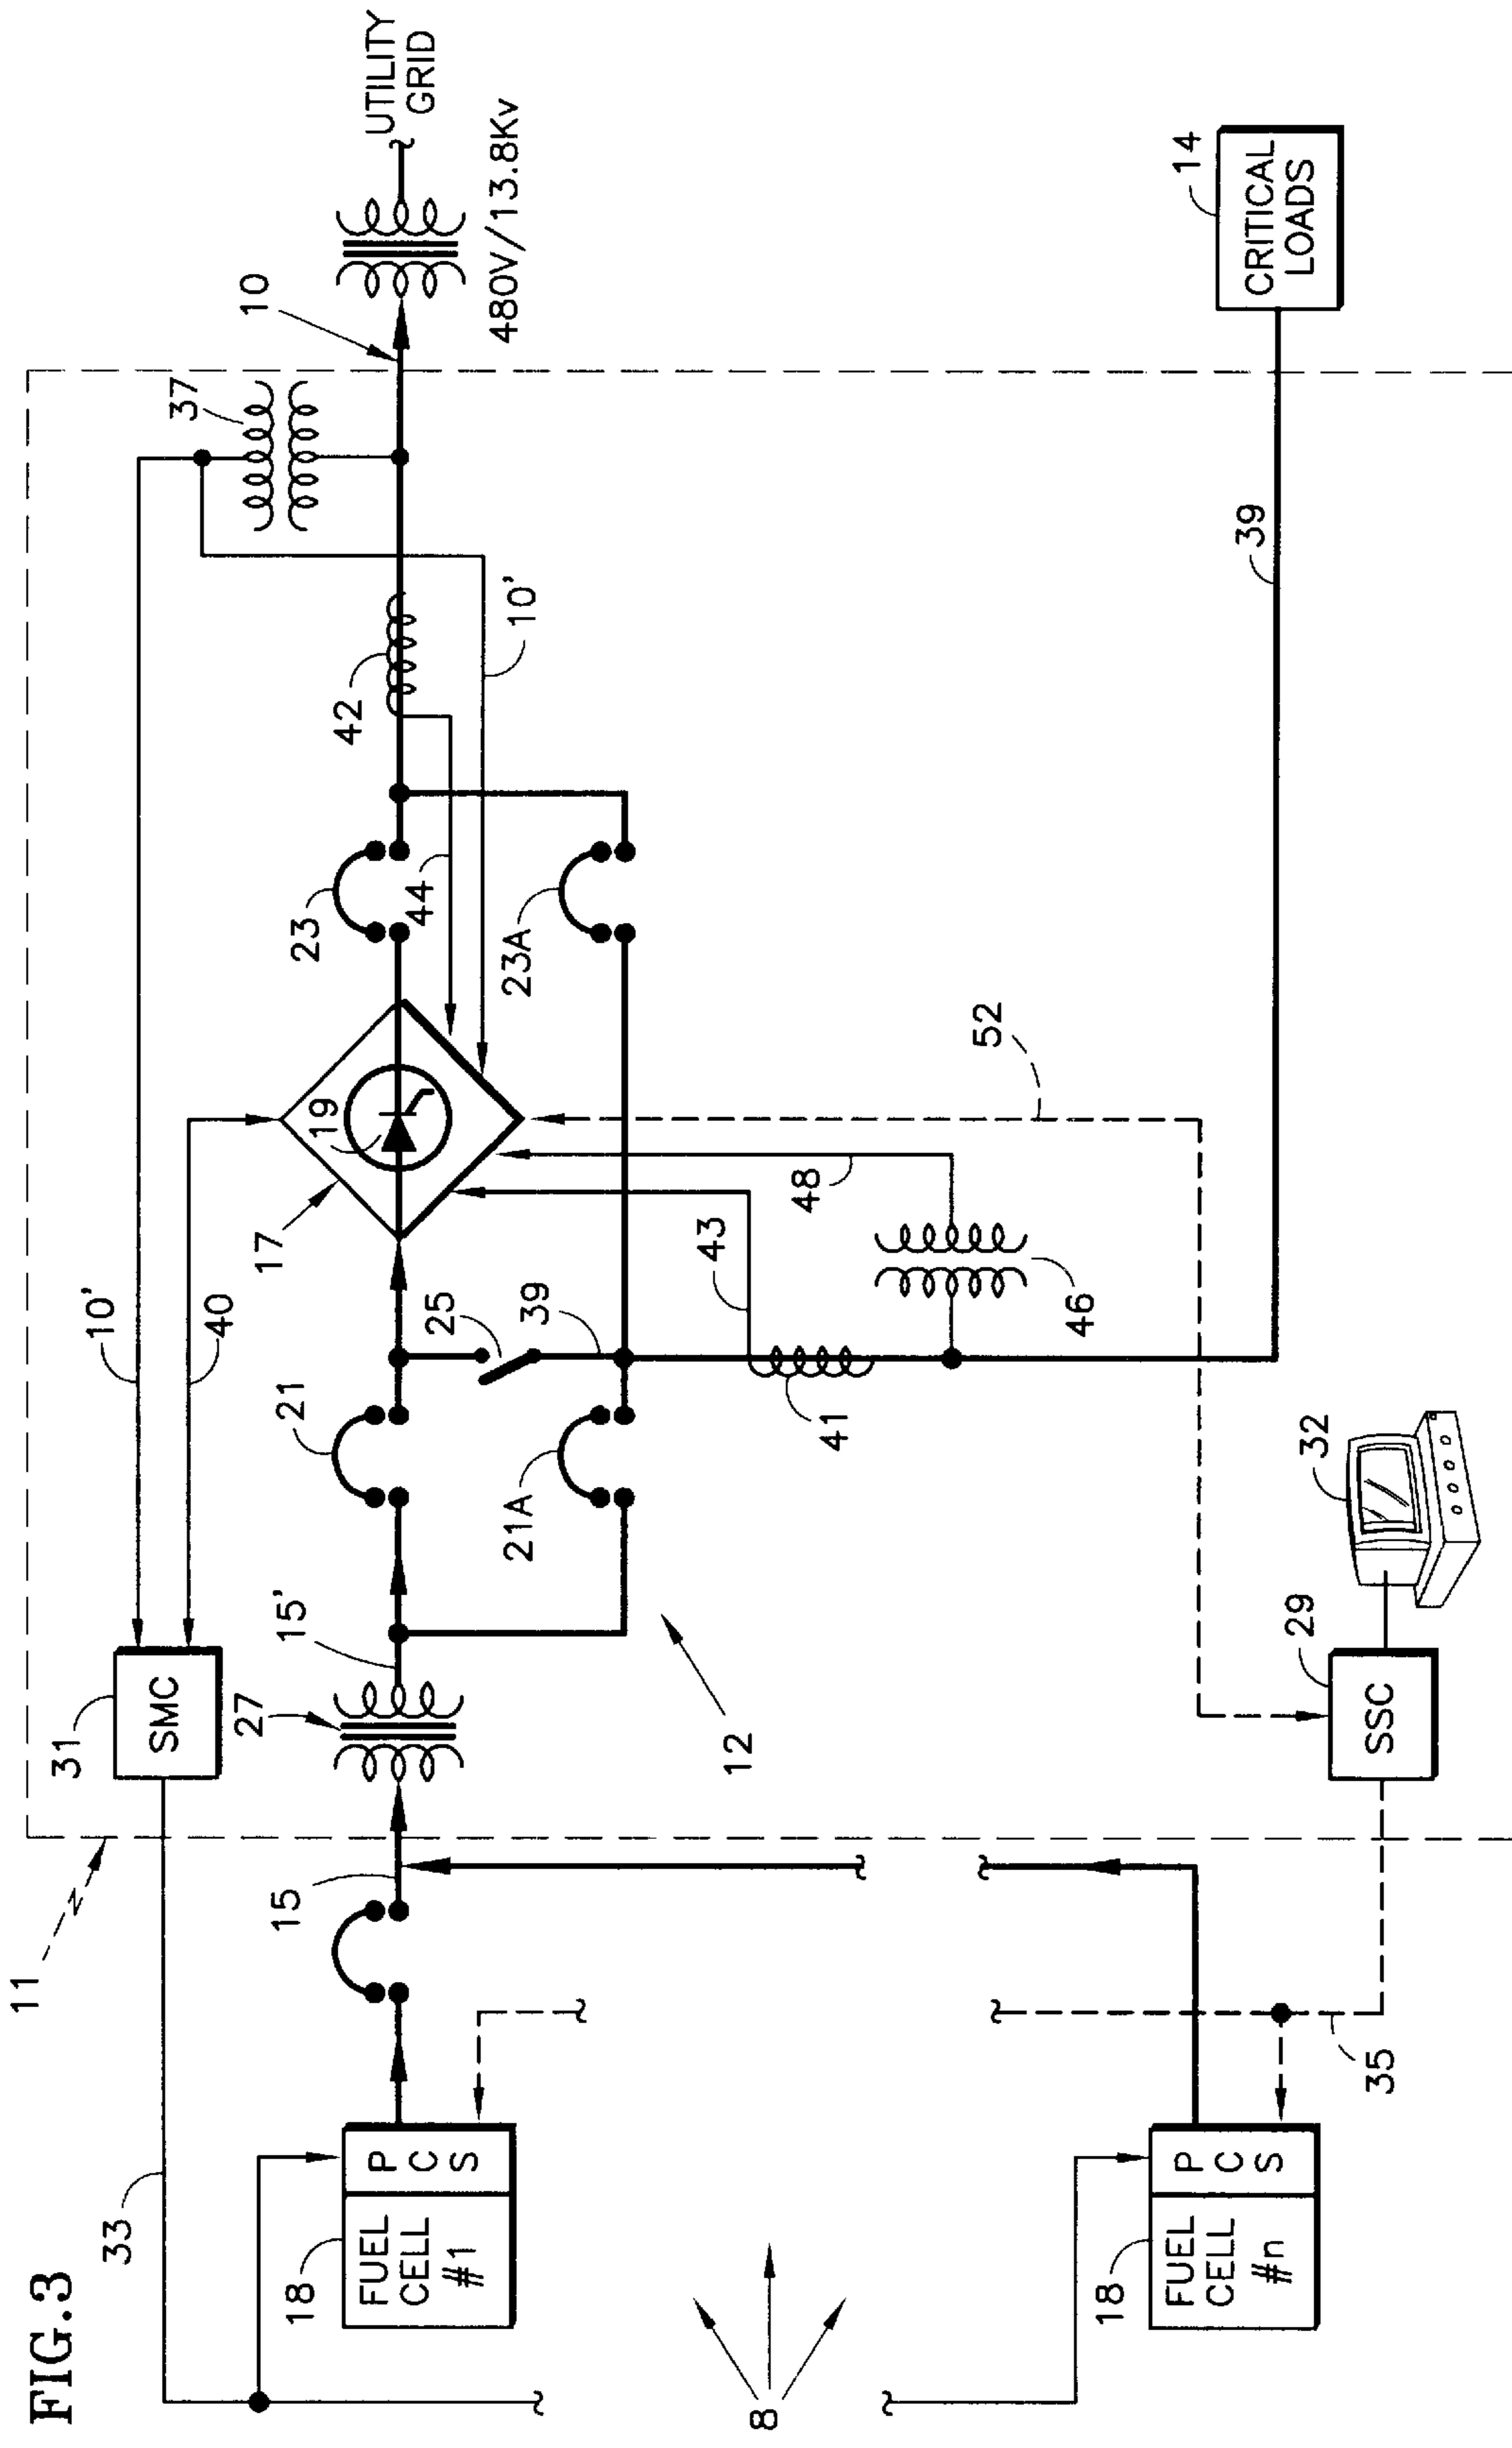 FIG.3
11
31
SMC
10'
40
37
10
UTILITY
GRID
480V/13.8Kv
33
27
15
15'
21
17
19
23
42
44
10'
18
FUEL
CELL
#1
P
C
S
21A
25
39
23A
12
43
48
52
8
41
46
39
14
CRITICAL
LOADS
18
FUEL
CELL
#n
P
C
S
35
29
SSC
32